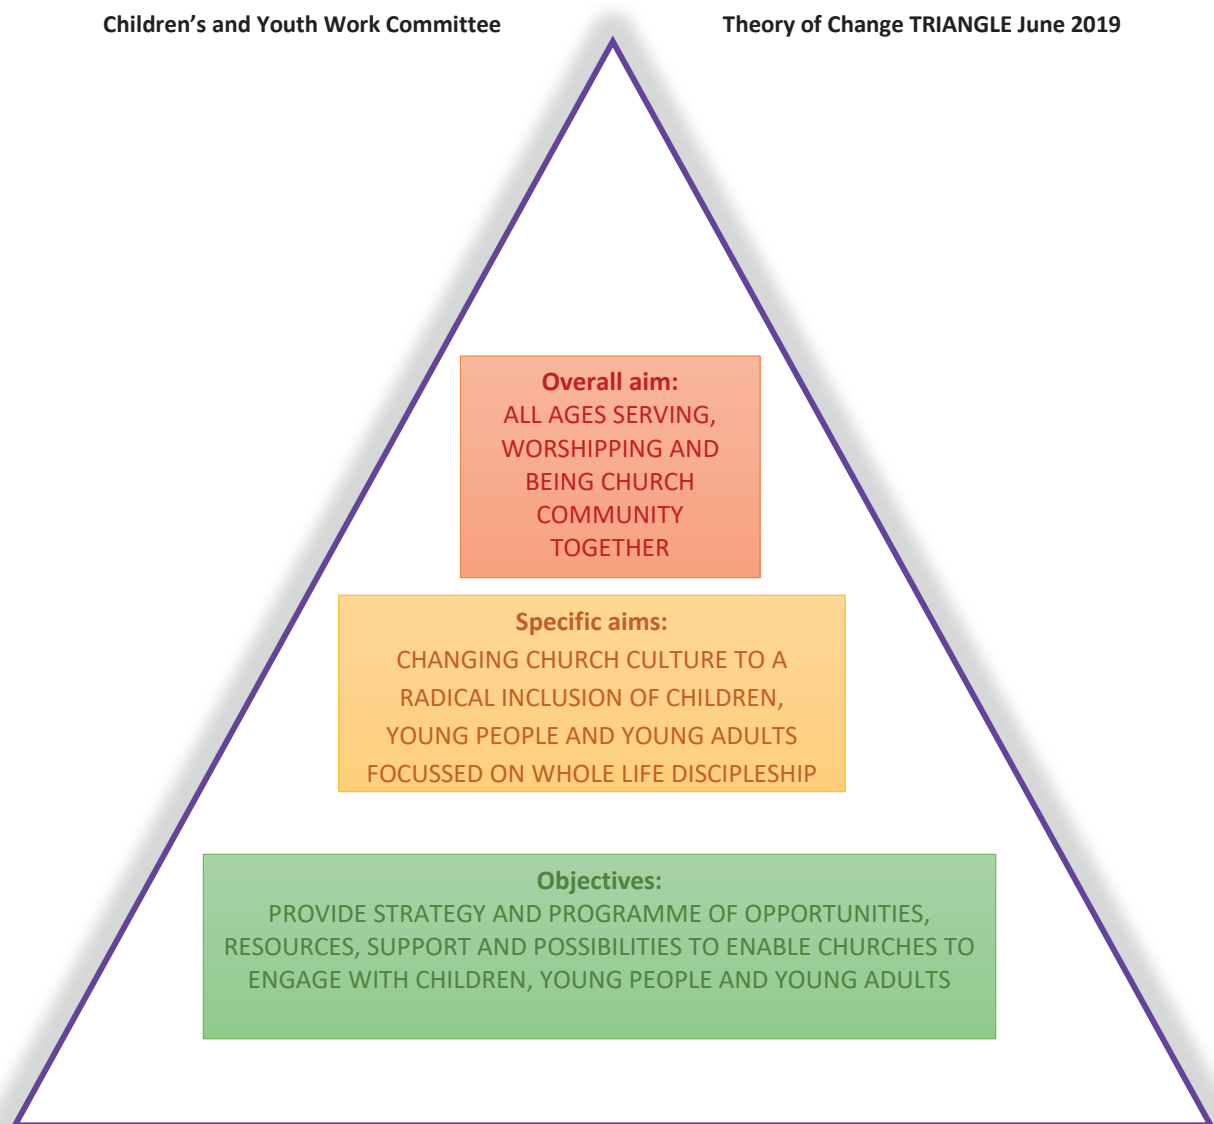 Children’s and Youth Work Committee
Theory of Change TRIANGLE June 2019
Overall aim:
ALL AGES SERVING,
WORSHIPPING AND
BEING CHURCH
COMMUNITY
TOGETHER
Specific aims:
CHANGING CHURCH CULTURE TO A
RADICAL INCLUSION OF CHILDREN,
YOUNG PEOPLE AND YOUNG ADULTS
FOCUSSED ON WHOLE LIFE DISCIPLESHIP
Objectives:
PROVIDE STRATEGY AND PROGRAMME OF OPPORTUNITIES,
RESOURCES, SUPPORT AND POSSIBILITIES TO ENABLE CHURCHES TO
ENGAGE WITH CHILDREN, YOUNG PEOPLE AND YOUNG ADULTS